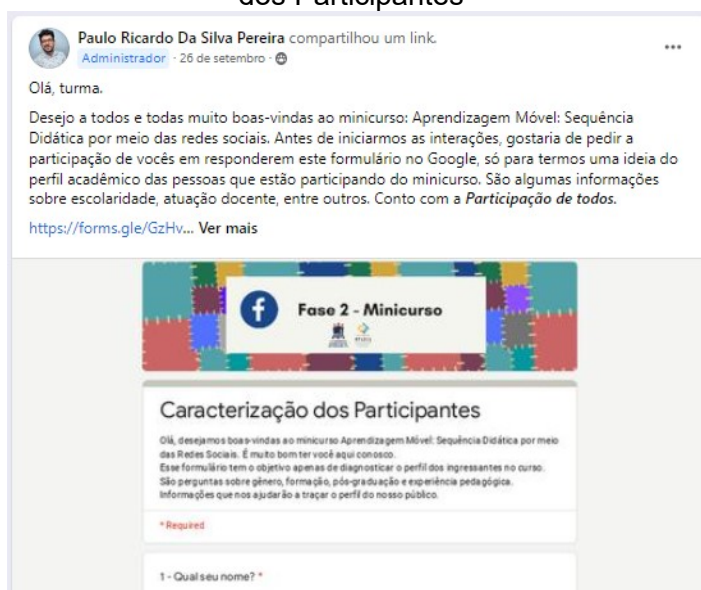 dos Participantes
Paulo Ricardo Da Silva Pereira compartilhou um link.
Administrador · 26 de setembro ·
Olá, turma.
Desejo a todos e todas muito boas-vindas ao minicurso: Aprendizagem Móvel: Sequência
Didática por meio das redes sociais. Antes de iniciarmos as interações, gostaria de pedir a
participação de vocês em responderem este formulário no Google, só para termos uma ideia do
perfil acadêmico das pessoas que estão participando do minicurso. São algumas informações
sobre escolaridade, atuação docente, entre outros. Conto com a Participação de todos.
https://forms.gle/GzHv... Ver mais
Fase 2 - Minicurso
Caracterização dos Participantes
Olá, desejamos boas-vindas ao minicurso Aprendizagem Móvel: Sequência Didática por meio
das Redes Sociais. É muito bom ter você aqui conosco.
Esse formulário tem o objetivo apenas de diagnosticar o perfil dos ingressantes no curso.
São perguntas sobre gênero, formação, pós-graduação e experiência pedagógica.
Informações que nos ajudarão a traçar o perfil do nosso público.
* Required
1 - Qual seu nome? *